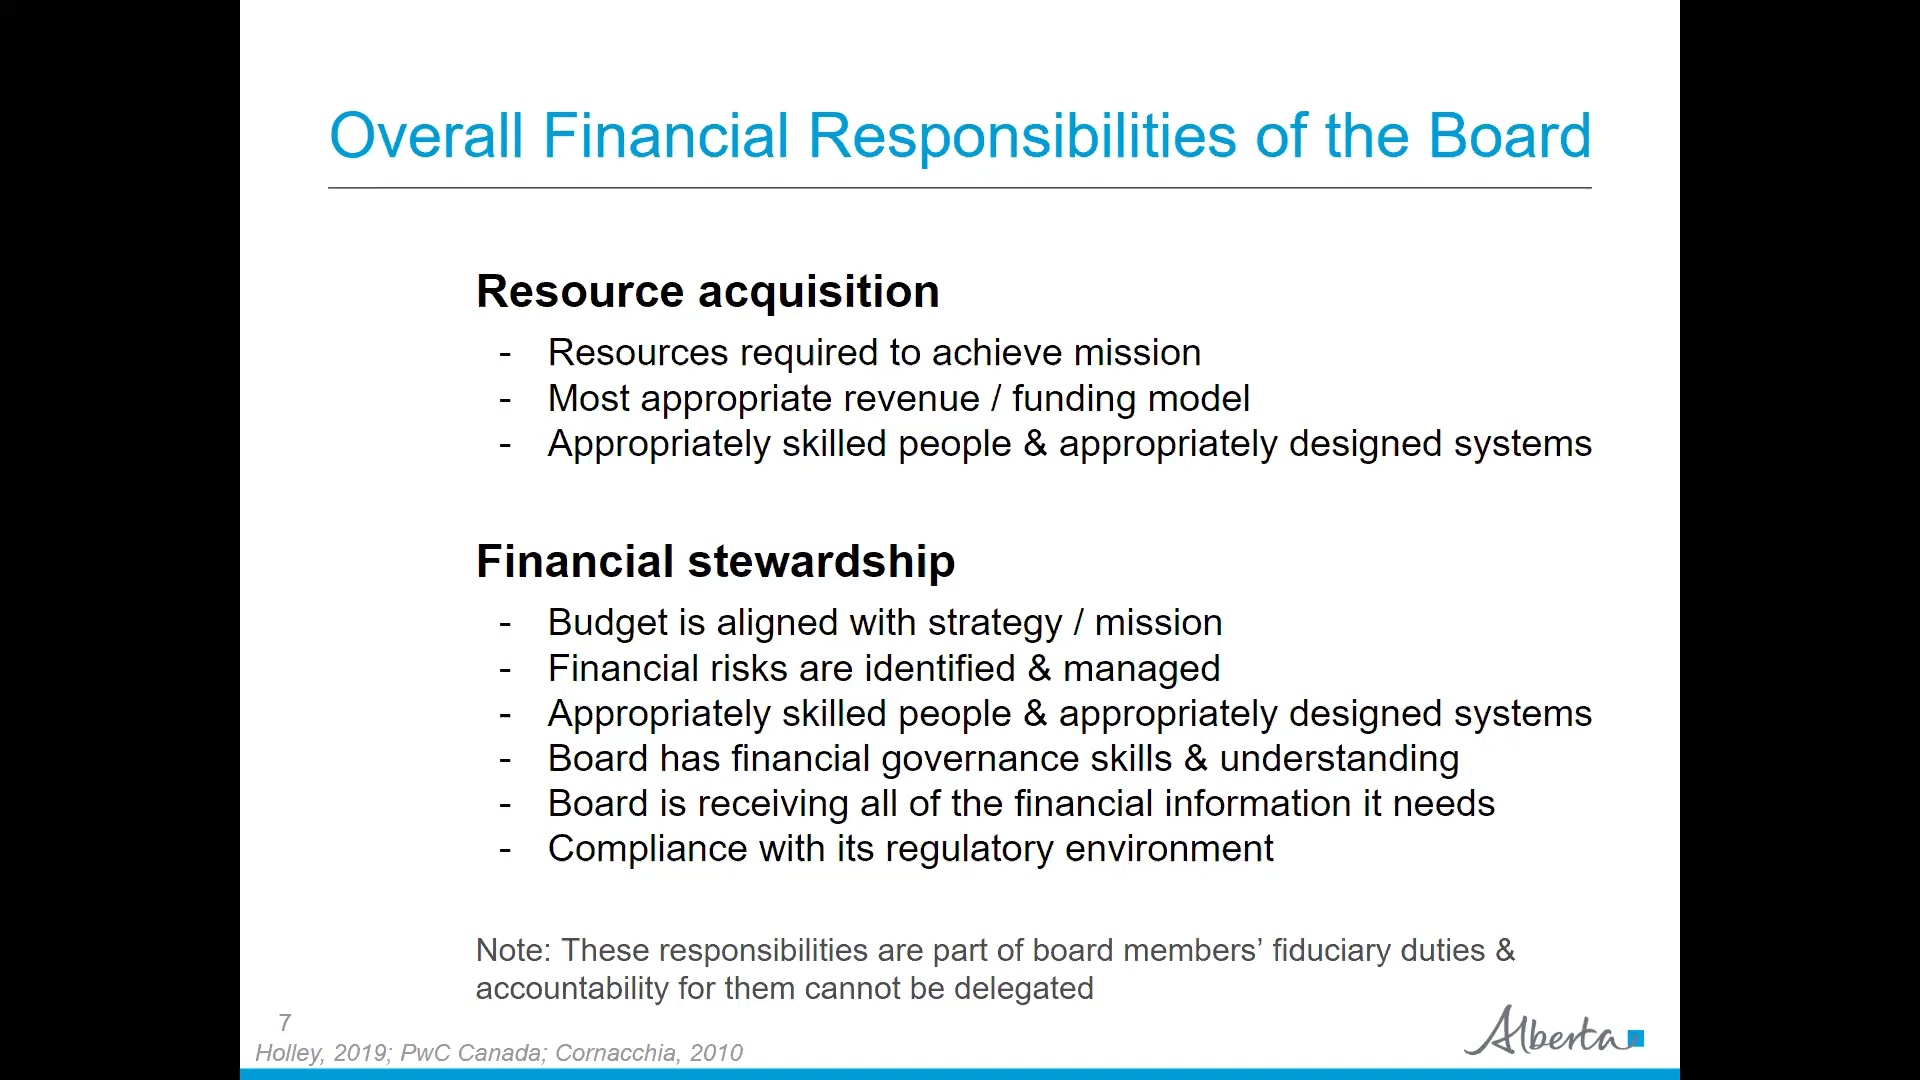 Overall Financial Responsibilities of the Board
Resource acquisition
- Resources required to achieve mission
- Most appropriate revenue / funding model
- Appropriately skilled people & appropriately designed systems
Financial stewardship
- Budget is aligned with strategy / mission
- Financial risks are identified & managed
- Appropriately skilled people & appropriately designed systems
- Board has financial governance skills & understanding
- Board is receiving all of the financial information it needs
- Compliance with its regulatory environment
Note: These responsibilities are part of board members’ fiduciary duties &
accountability for them cannot be delegated
7
Holley, 2019; PwC Canada; Cornacchia, 2010
Alberta